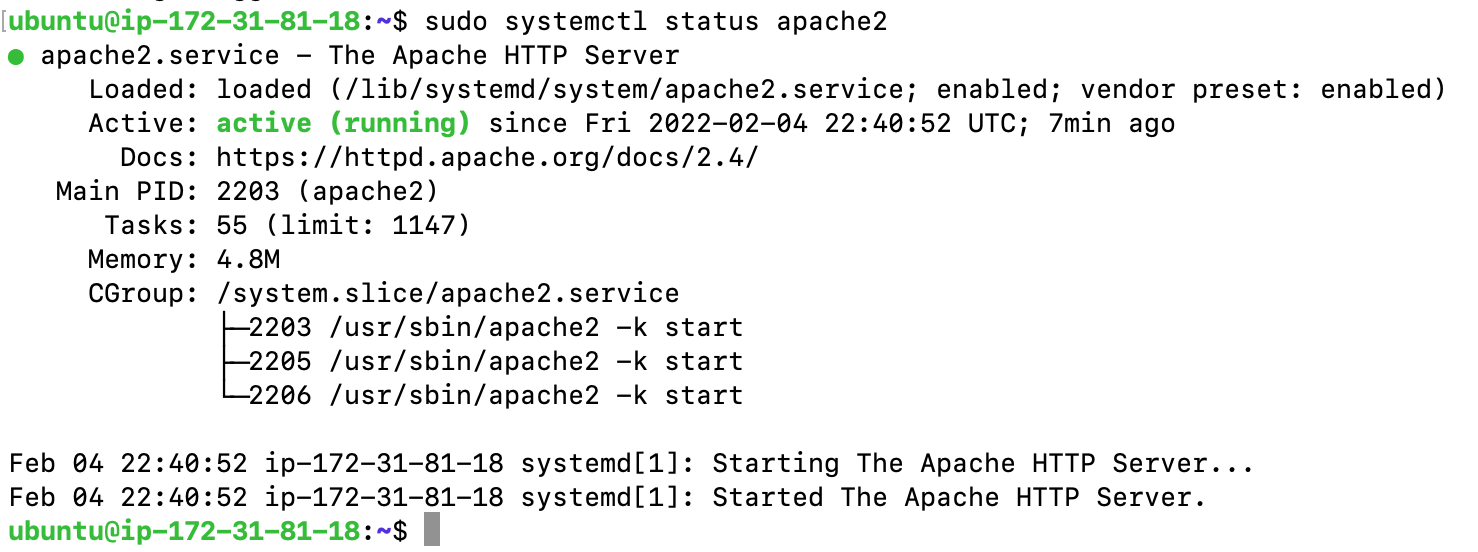 ubuntu@ip-172-31-81-18:~$ sudo systemctl status apache2
● apache2.service - The Apache HTTP Server
     Loaded: loaded (/lib/systemd/system/apache2.service; enabled; vendor preset: enabled)
     Active: active (running) since Fri 2022-02-04 22:40:52 UTC; 7min ago
       Docs: https://httpd.apache.org/docs/2.4/
   Main PID: 2203 (apache2)
      Tasks: 55 (limit: 1147)
     Memory: 4.8M
     CGroup: /system.slice/apache2.service
             ├─2203 /usr/sbin/apache2 -k start
             ├─2205 /usr/sbin/apache2 -k start
             └─2206 /usr/sbin/apache2 -k start

Feb 04 22:40:52 ip-172-31-81-18 systemd[1]: Starting The Apache HTTP Server...
Feb 04 22:40:52 ip-172-31-81-18 systemd[1]: Started The Apache HTTP Server.
ubuntu@ip-172-31-81-18:~$